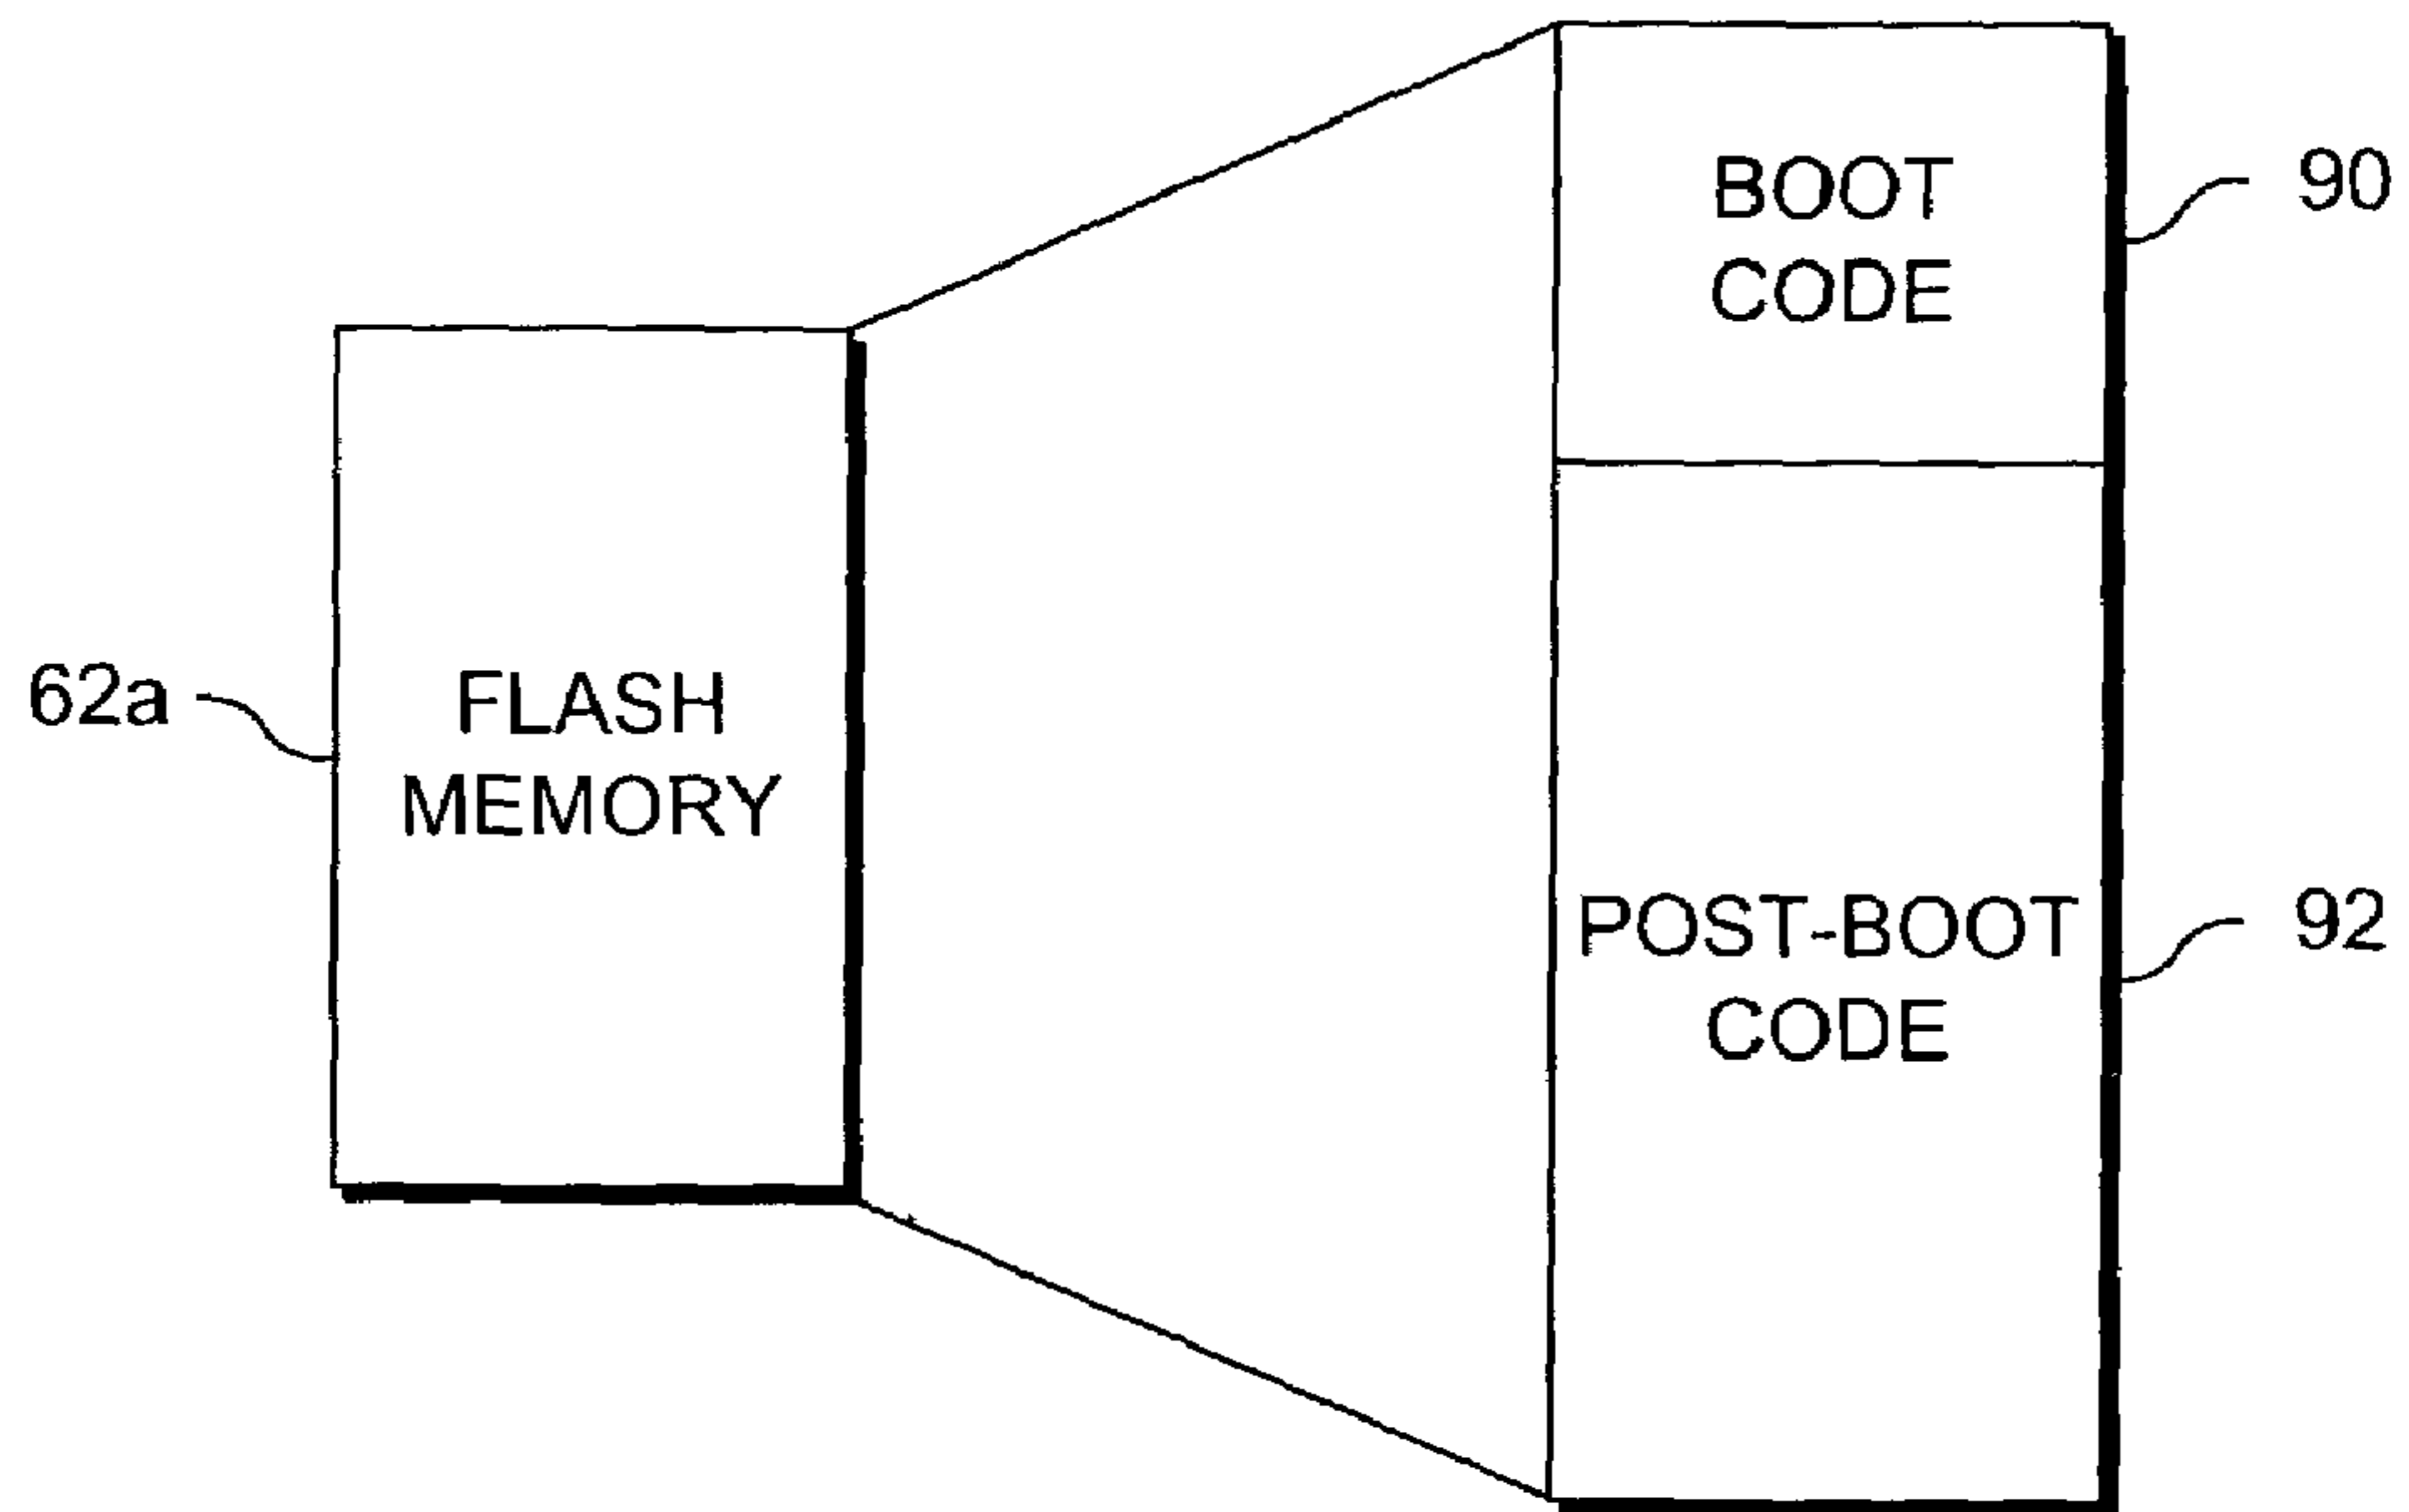 BOOT
CODE
90
62a
FLASH
MEMORY
POST-BOOT
CODE
92